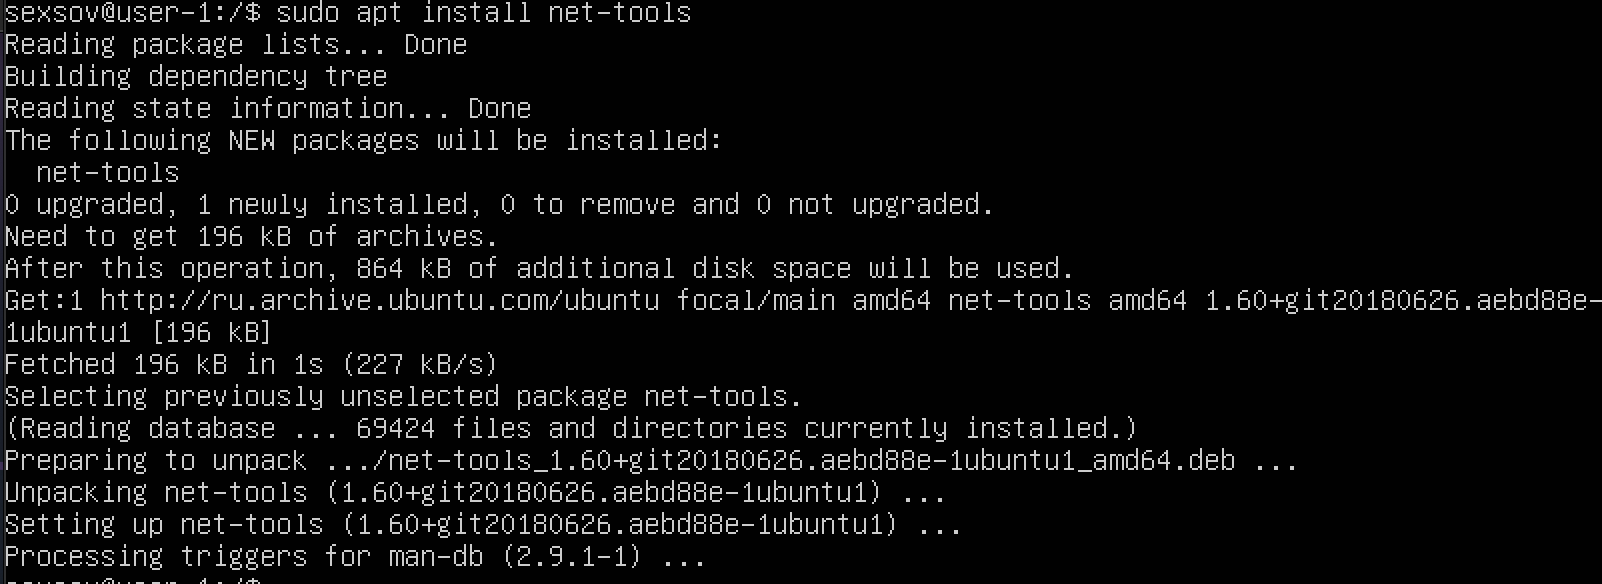 sexsov@user-1:/$ sudo apt install net-tools
Reading package lists... Done
Building dependency tree
Reading state information... Done
The following NEW packages will be installed:
  net-tools
0 upgraded, 1 newly installed, 0 to remove and 0 not upgraded.
Need to get 196 kB of archives.
After this operation, 864 kB of additional disk space will be used.
Get:1 http://ru.archive.ubuntu.com/ubuntu focal/main amd64 net-tools amd64 1.60+git20180626.aebd88e-
1ubuntu1 [196 kB]
Fetched 196 kB in 1s (227 kB/s)
Selecting previously unselected package net-tools.
(Reading database ... 69424 files and directories currently installed.)
Preparing to unpack .../net-tools_1.60+git20180626.aebd88e-1ubuntu1_amd64.deb ...
Unpacking net-tools (1.60+git20180626.aebd88e-1ubuntu1) ...
Setting up net-tools (1.60+git20180626.aebd88e-1ubuntu1) ...
Processing triggers for man-db (2.9.1-1) ...